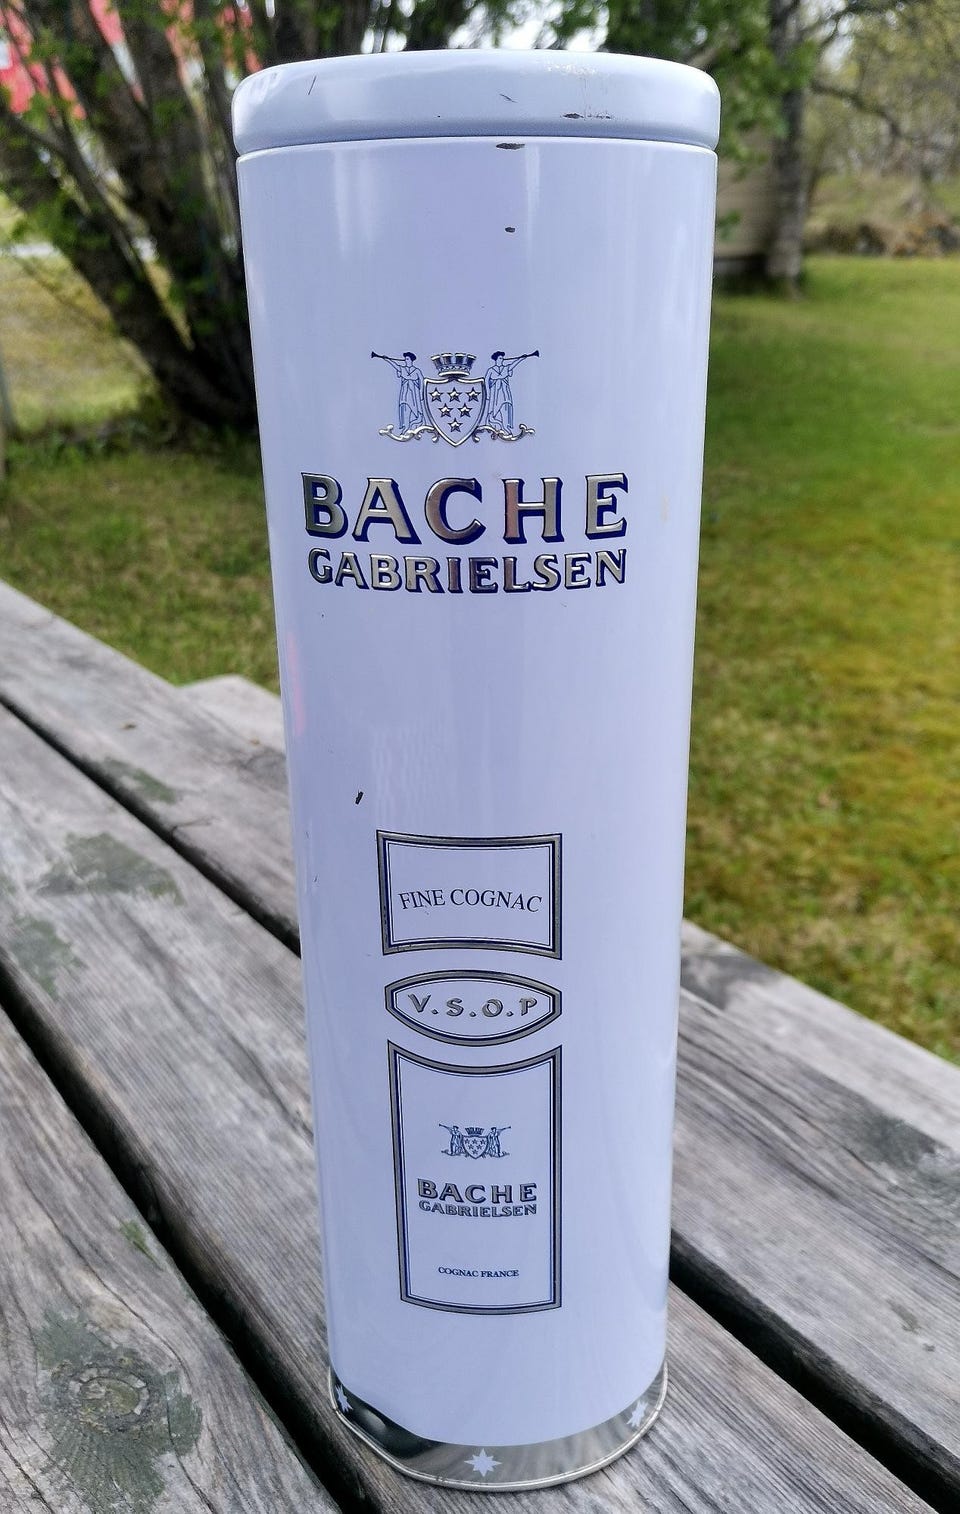 BACHE
GABRIELSEN
FINE COGNAC
V.S.O.P
BACHE
GABRIELSEN
COGNAC FRANCE